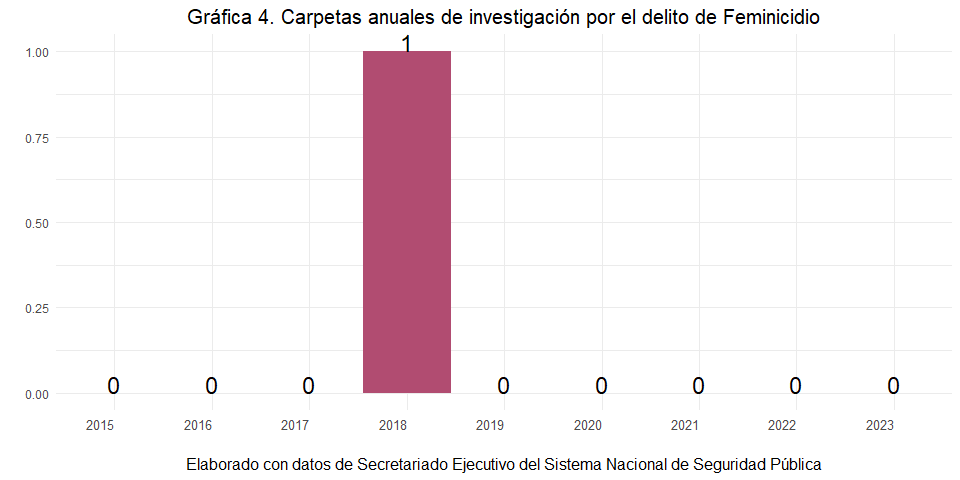 Gráfica 4. Carpetas anuales de investigación por el delito de Feminicidio
1.00
0.75
0.50
0.25
0.00
1
0 0 0 0 0 0 0 0
2015 2016 2017 2018 2019 2020 2021 2022 2023
Elaborado con datos de Secretariado Ejecutivo del Sistema Nacional de Seguridad Pública